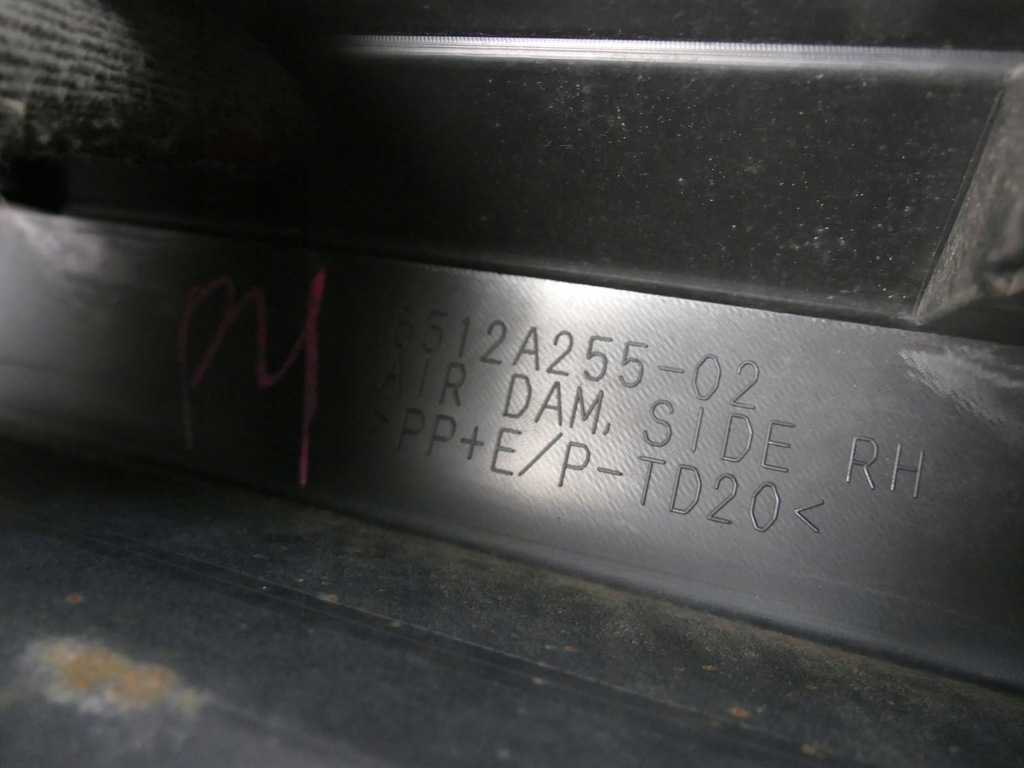 6512A255-02
AIR DAM, SIDE RH
>PP+E/P-TD20<